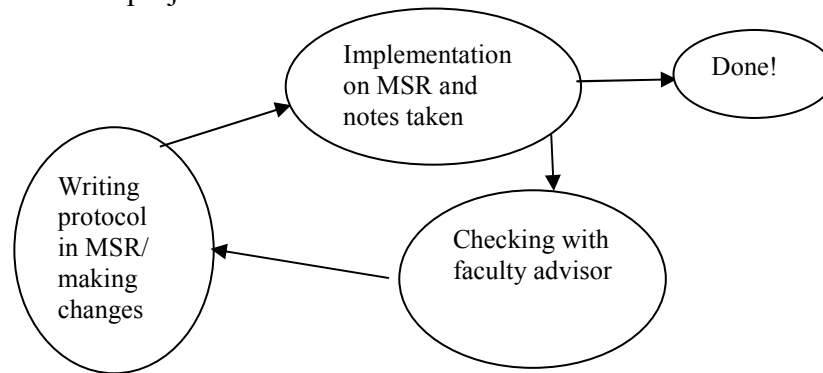 Implementation
on MSR and
notes taken
Done!
Writing
protocol
in MSR/
making
changes
Checking with
faculty advisor